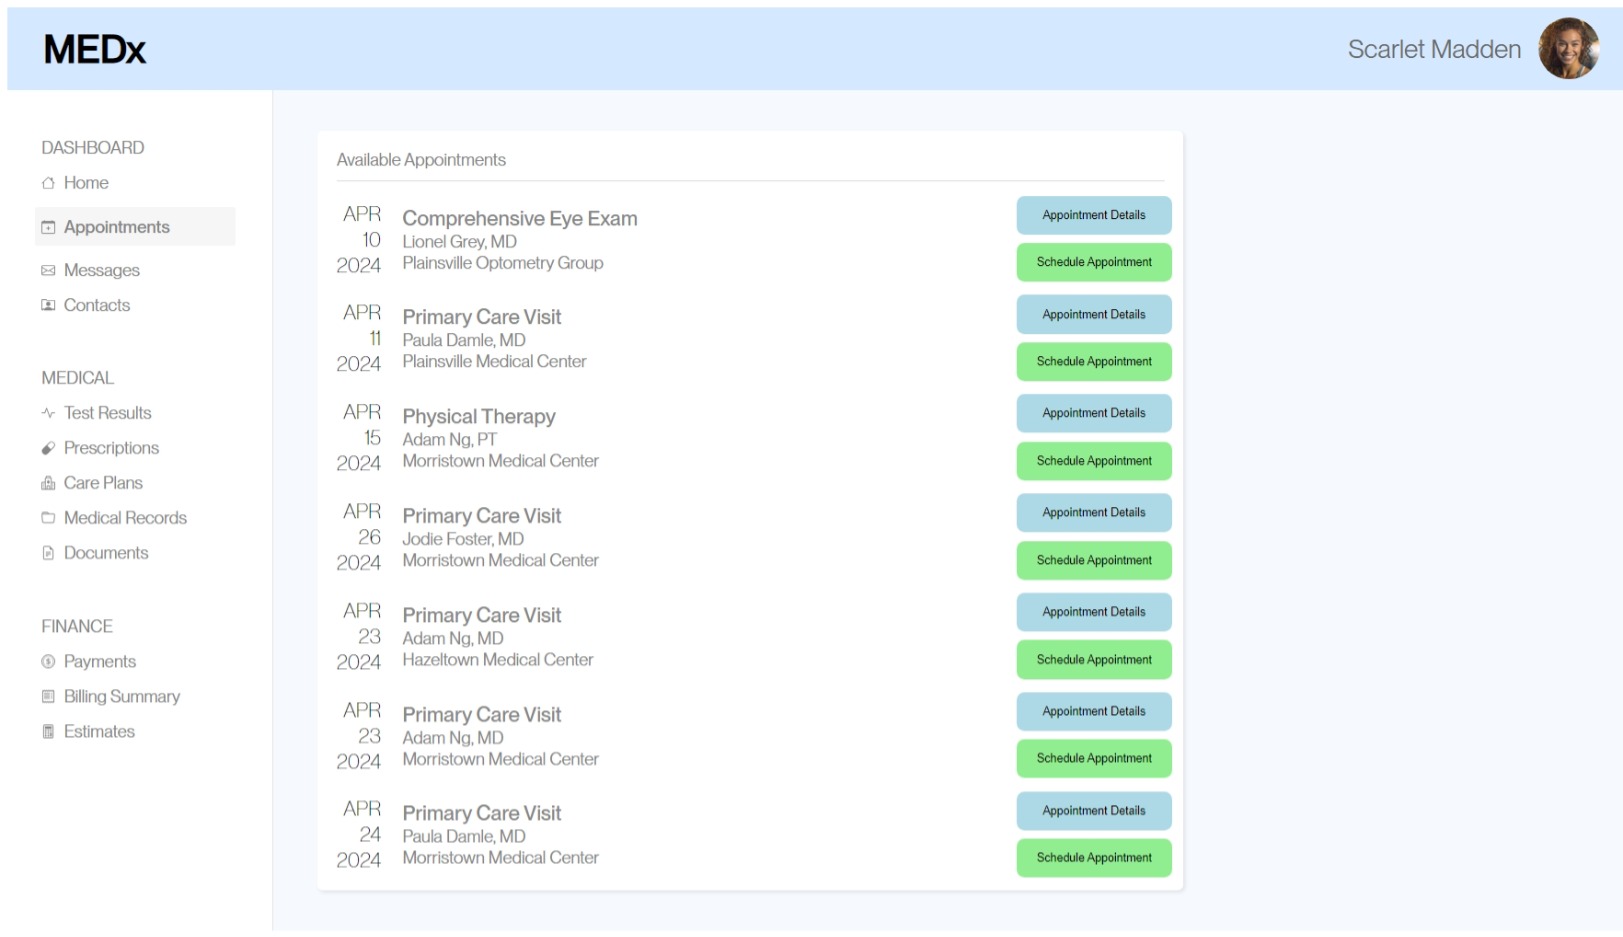 MEDx
Scarlet Madden
DASHBOARD
Home
Appointments
Messages
Contacts
MEDICAL
Test Results
Prescriptions
Care Plans
Medical Records
Documents
FINANCE
Payments
Billing Summary
Estimates
Available Appointments
APR
10
2024
Comprehensive Eye Exam
Lionel Grey, MD
Plainsville Optometry Group
Appointment Details
Schedule Appointment
APR
11
2024
Primary Care Visit
Paula Damle, MD
Plainsville Medical Center
Appointment Details
Schedule Appointment
APR
15
2024
Physical Therapy
Adam Ng, PT
Morristown Medical Center
Appointment Details
Schedule Appointment
APR
26
2024
Primary Care Visit
Jodie Foster, MD
Morristown Medical Center
Appointment Details
Schedule Appointment
APR
23
2024
Primary Care Visit
Adam Ng, MD
Hazeltown Medical Center
Appointment Details
Schedule Appointment
APR
23
2024
Primary Care Visit
Adam Ng, MD
Morristown Medical Center
Appointment Details
Schedule Appointment
APR
24
2024
Primary Care Visit
Paula Damle, MD
Morristown Medical Center
Appointment Details
Schedule Appointment